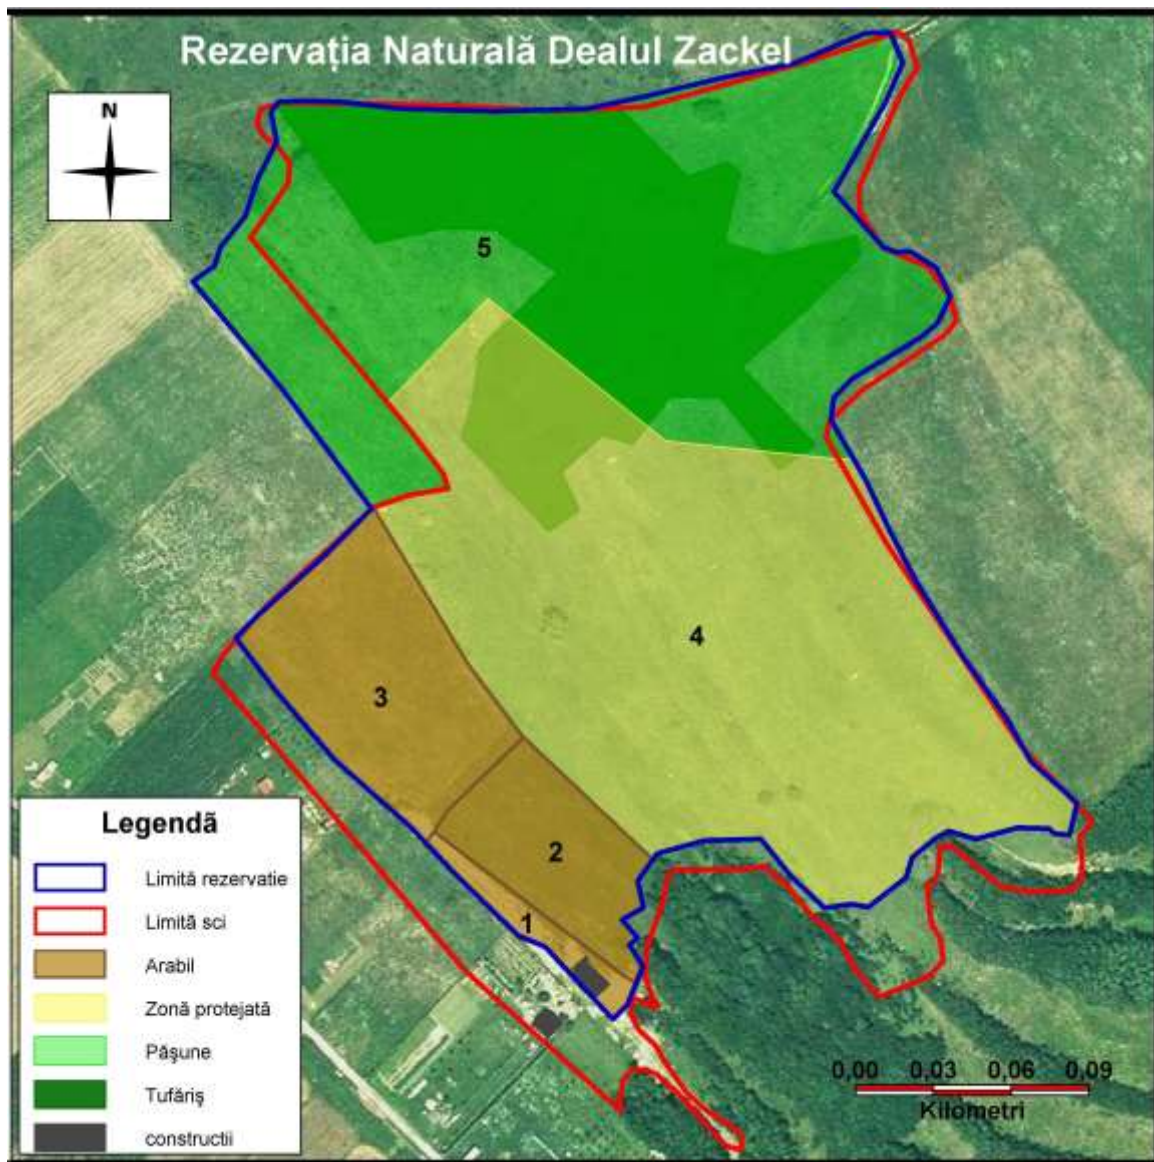 Rezervația Naturală Dealul Zackel
N
5
4
3
2
1
Legendã
Limită rezervatie
Limită sci
Arabil
Zonă protejată
Păşune
Tufăriş
constructii
0,00 0,03 0,06 0,09
Kilometri